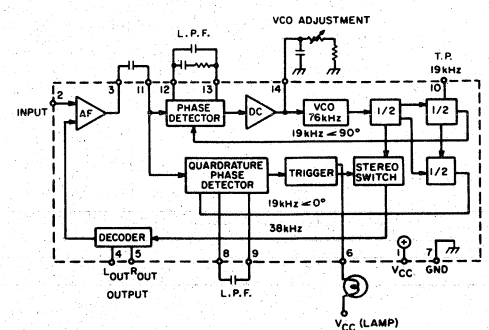 VCO ADJUSTMENT
L.P.F.
T.P.
19kHz
2
3
11
12
13
14
10
INPUT
AF
PHASE
DETECTOR
DC
VCO
76kHz
1/2
1/2
19kHz ≤90°
QUADRATURE
PHASE
DETECTOR
TRIGGER
STEREO
SWITCH
1/2
19kHz ≤0°
DECODER
38kHz
4
5
8
9
6
+
7
LOUT ROUT
VCC
GND
OUTPUT
L.P.F.
VCC (LAMP)